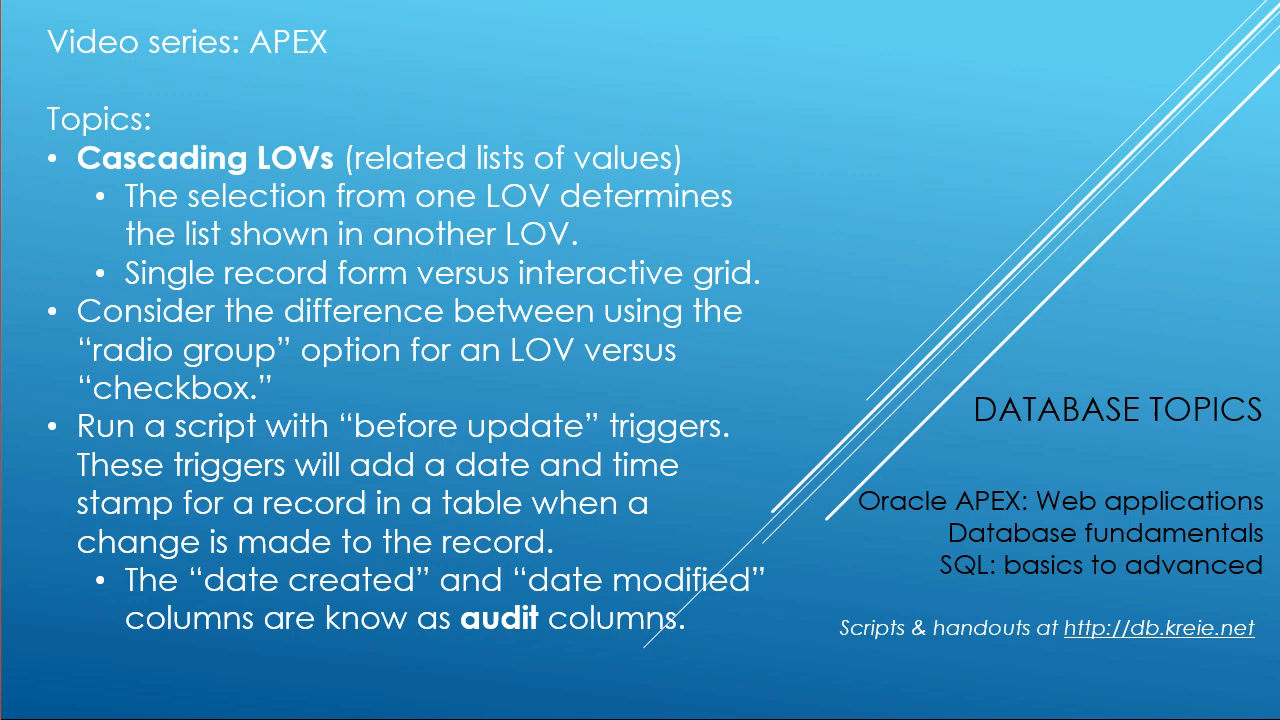 Video series: APEX
Topics:
• Cascading LOVs (related lists of values)
• The selection from one LOV determines
the list shown in another LOV.
• Single record form versus interactive grid.
• Consider the difference between using the
“radio group” option for an LOV versus
“checkbox.”
• Run a script with “before update” triggers.
These triggers will add a date and time
stamp for a record in a table when a
change is made to the record.
• The “date created” and “date modified”
columns are know as audit columns.
DATABASE TOPICS
Oracle APEX: Web applications
Database fundamentals
SQL: basics to advanced
Scripts & handouts at http://db.kreie.net